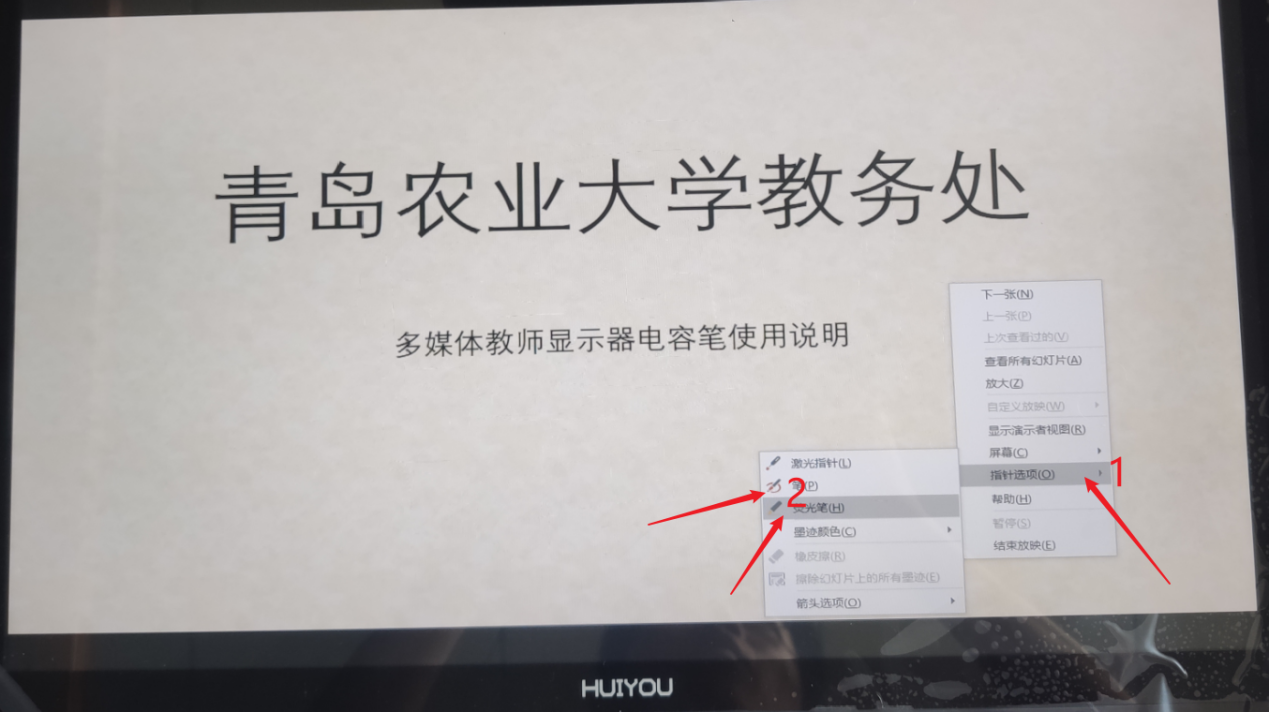 青岛农业大学教务处
多媒体教师显示器电容笔使用说明
下一张(N)
上一张(P)
上次查看过的(V)
查看所有幻灯片(A)
放大(Z)
自定义放映(W)
显示演示者视图(R)
屏幕(C)
指针选项(O)
1
帮助(H)
暂停(S)
结束放映(E)
激光指针(L)
笔(P)
2
荧光笔(H)
墨迹颜色(C)
橡皮擦(R)
擦除幻灯片上的所有墨迹(E)
箭头选项(O)
HUIYOU